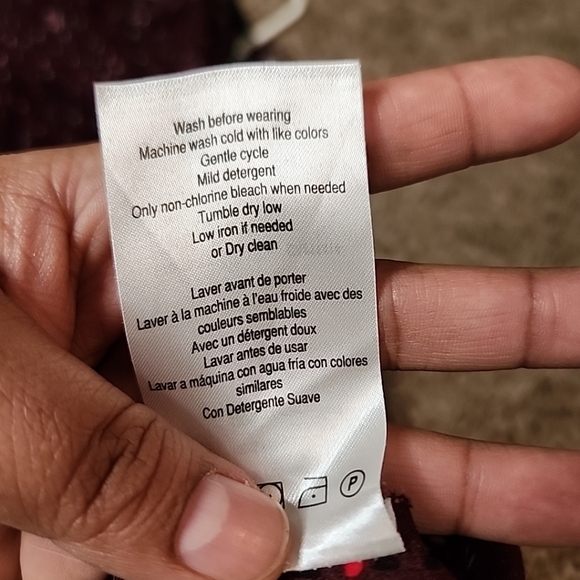 Wash before wearing
Machine wash cold with like colors
Gentle cycle
Mild detergent
Only non-chlorine bleach when needed
Tumble dry low
Low iron if needed
or Dry clean
Laver avant de porter
Laver à la machine à l'eau froide avec des
couleurs semblables
Avec un détergent doux
Lavar antes de usar
Lavar a máquina con agua fría con colores
similares
Con Detergente Suave
P